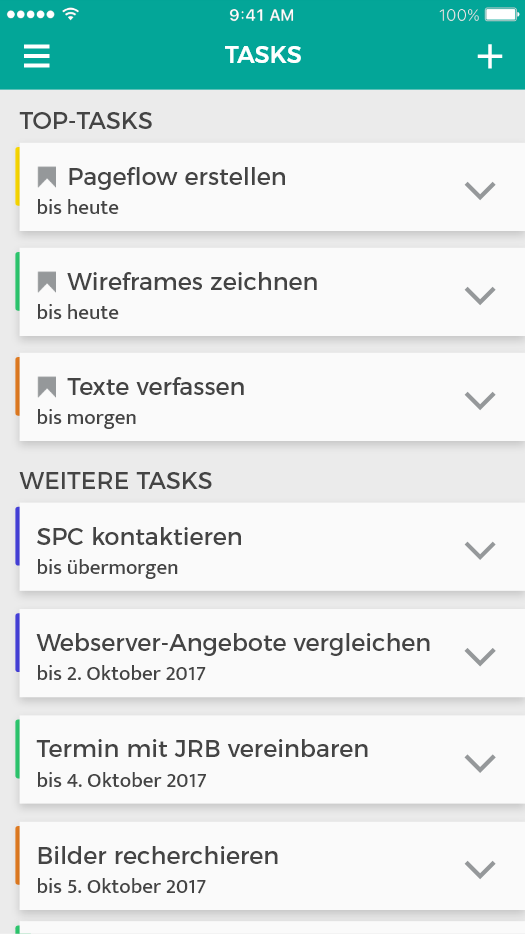 9:41 AM 100%
TASKS
TOP-TASKS
Pageflow erstellen
bis heute
Wireframes zeichnen
bis heute
Texte verfassen
bis morgen
WEITERE TASKS
SPC kontaktieren
bis übermorgen
Webserver-Angebote vergleichen
bis 2. Oktober 2017
Termin mit JRB vereinbaren
bis 4. Oktober 2017
Bilder recherchieren
bis 5. Oktober 2017